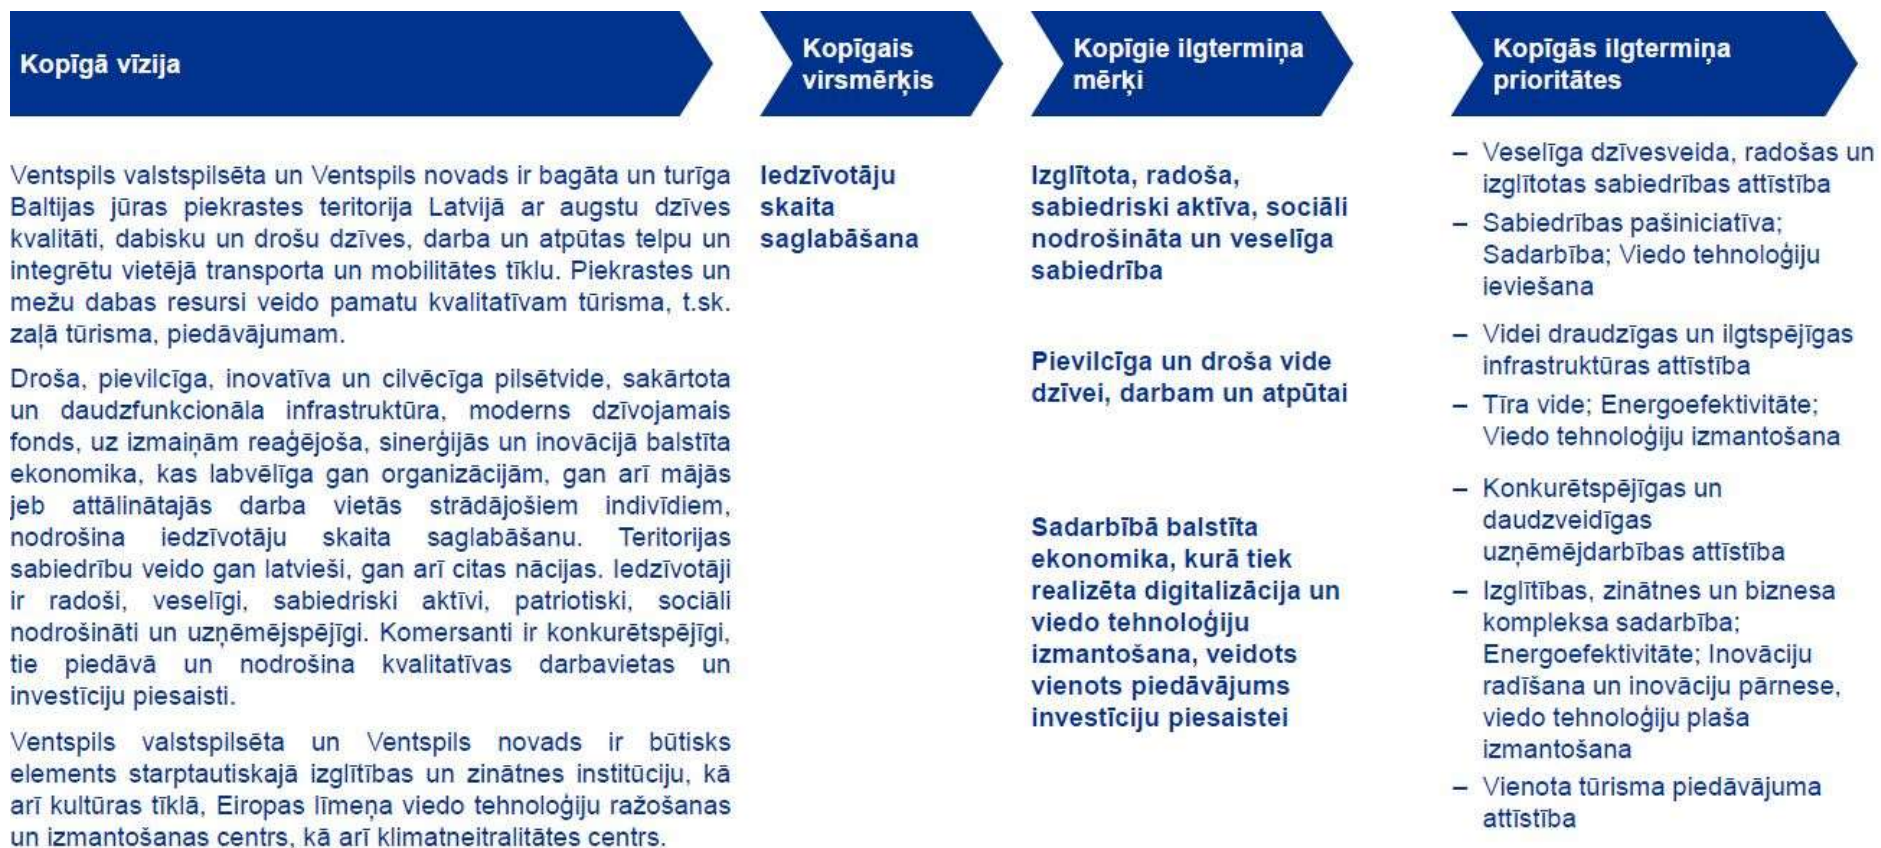 Kopīgā vīzija
Ventspils valstspilsēta un Ventspils novads ir bagāta un turīga
Baltijas jūras piekrastes teritorija Latvijā ar augstu dzīves
kvalitāti, dabisku un drošu dzīves, darba un atpūtas telpu un
integrētu vietējā transporta un mobilitātes tīklu. Piekrastes un
mežu dabas resursi veido pamatu kvalitatīvam tūrisma, t.sk.
zaļā tūrisma, piedāvājumam.
Droša, pievilcīga, inovatīva un cilvēcīga pilsētvide, sakārtota
un daudzfunkcionāla infrastruktūra, moderns dzīvojamais
fonds, uz izmaiņām reaģējoša, sinerģijās un inovācijā balstīta
ekonomika, kas labvēlīga gan organizācijām, gan arī mājās
jeb attālinātajās darba vietās strādājošiem indivīdiem,
nodrošina iedzīvotāju skaita saglabāšanu. Teritorijas
sabiedrību veido gan latvieši, gan arī citas nācijas. Iedzīvotāji
ir radoši, veselīgi, sabiedriski aktīvi, patriotiski, sociāli
nodrošināti un uzņēmējspējīgi. Komersanti ir konkurētspējīgi,
tie piedāvā un nodrošina kvalitatīvas darbavietas un
investīciju piesaisti.
Ventspils valstspilsēta un Ventspils novads ir būtisks
elements starptautiskajā izglītības un zinātnes institūciju, kā
arī kultūras tīklā, Eiropas līmeņa viedo tehnoloģiju ražošanas
un izmantošanas centrs, kā arī klimatneitralitātes centrs.
Kopīgais
virsmērķis
Iedzīvotāju
skaita
saglabāšana
Kopīgie ilgtermiņa
mērķi
Izglītota, radoša,
sabiedriski aktīva, sociāli
nodrošināta un veselīga
sabiedrība
Pievilcīga un droša vide
dzīvei, darbam un atpūtai
Sadarbībā balstīta
ekonomika, kurā tiek
realizēta digitalizācija un
viedo tehnoloģiju
izmantošana, veidots
vienots piedāvājums
investīciju piesaistei
Kopīgās ilgtermiņa
prioritātes
– Veselīga dzīvesveida, radošas un
izglītotas sabiedrības attīstība
– Sabiedrības pašiniciatīva;
Sadarbība; Viedo tehnoloģiju
ieviešana
– Videi draudzīgas un ilgtspējīgas
infrastruktūras attīstība
– Tīra vide; Energoefektivitāte;
Viedo tehnoloģiju izmantošana
– Konkurētspējīgas un
daudzveidīgas
uzņēmējdarbības attīstība
– Izglītības, zinātnes un biznesa
kompleksa sadarbība;
Energoefektivitāte; Inovāciju
radīšana un inovāciju pārnese,
viedo tehnoloģiju plaša
izmantošana
– Vienota tūrisma piedāvājuma
attīstība